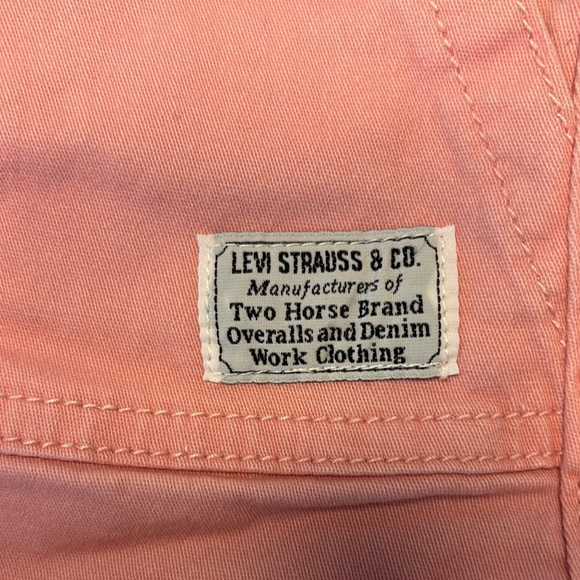 LEVI STRAUSS & CO.
Manufacturers of
Two Horse Brand
Overalls and Denim
Work Clothing